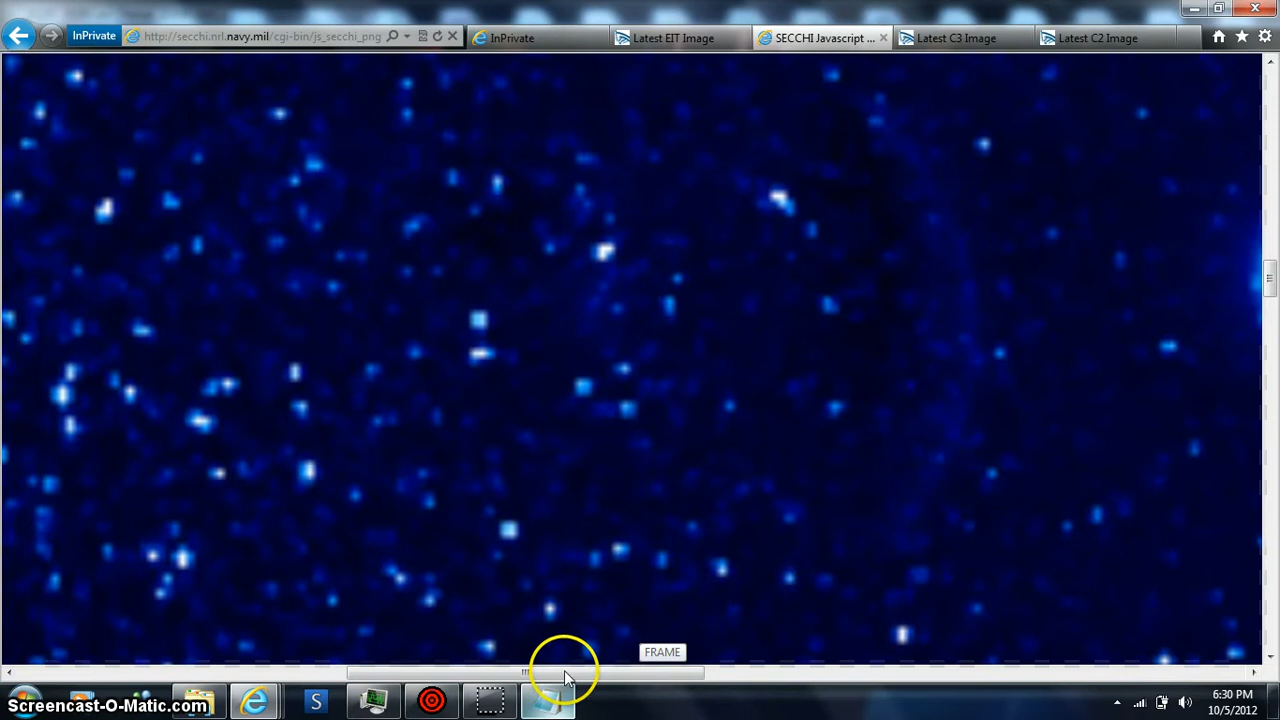 InPrivate
http://secchi.nrl.navy.mil/cgi-bin/js_secchi_png
InPrivate
Latest EIT Image
SECCHI Javascript ...
Latest C3 Image
Latest C2 Image
FRAME
S
6:30 PM
10/5/2012
Screencast-O-Matic.com